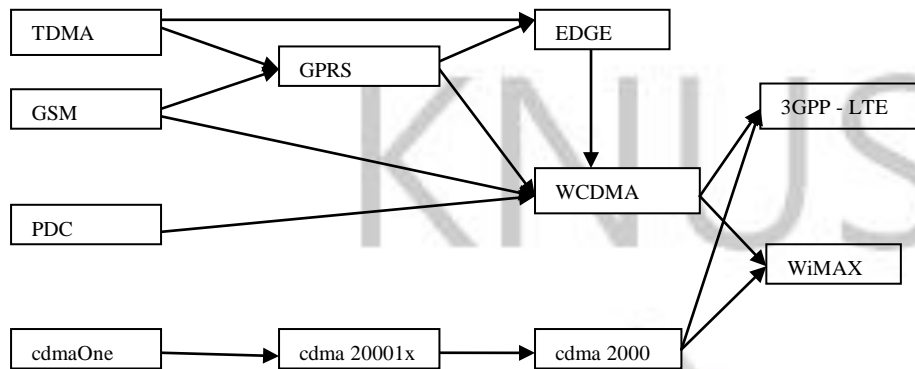 TDMA
EDGE
GPRS
GSM
3GPP - LTE
WCDMA
PDC
WiMAX
cdmaOne
cdma 20001x
cdma 2000
KNUS